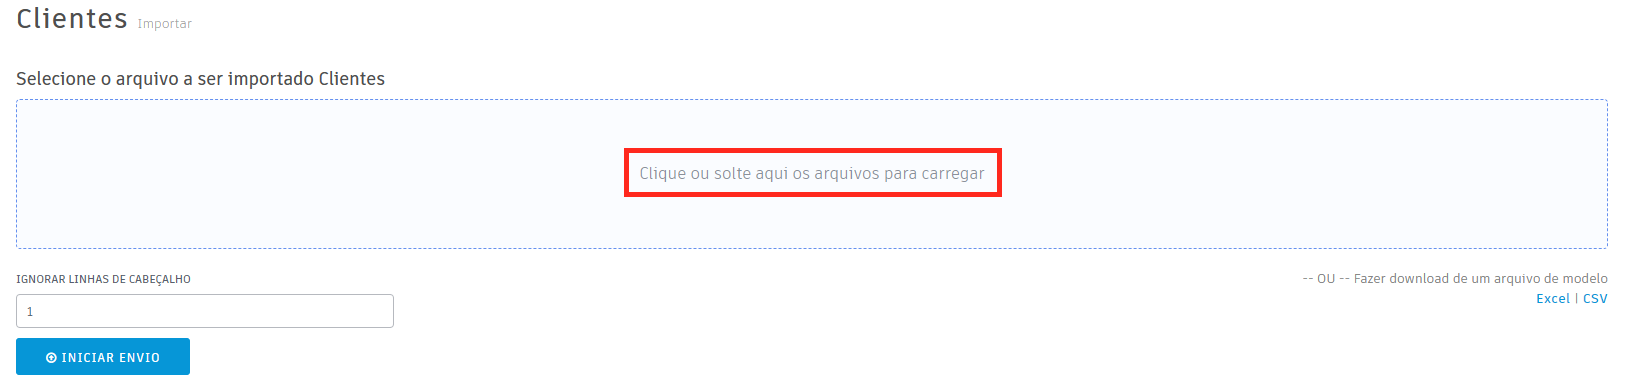 Clientes Importar
Selecione o arquivo a ser importado Clientes
Clique ou solte aqui os arquivos para carregar
IGNORAR LINHAS DE CABEÇALHO
-- OU -- Fazer download de um arquivo de modelo
1
Excel | CSV
INICIAR ENVIO